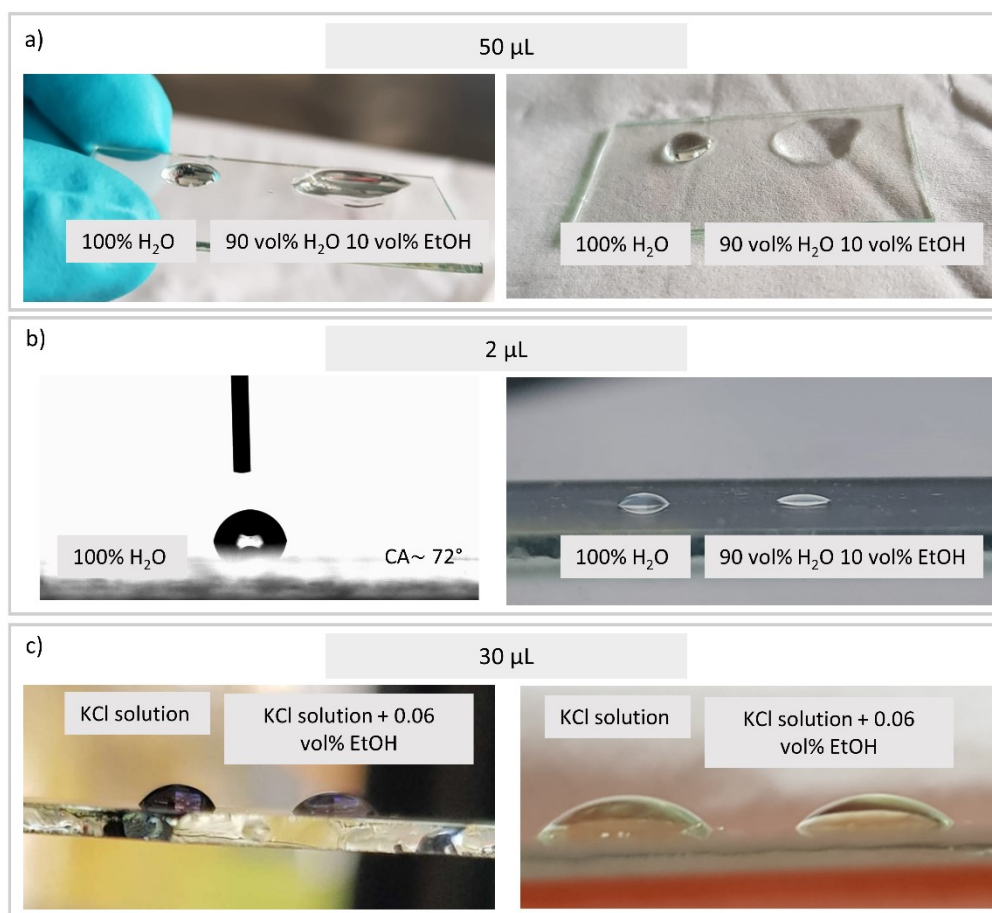 a)
50 µL
100% H₂O
90 vol% H₂O 10 vol% EtOH
100% H₂O
90 vol% H₂O 10 vol% EtOH
b)
2 µL
100% H₂O
CA~ 72°
100% H₂O
90 vol% H₂O 10 vol% EtOH
c)
30 µL
KCl solution
KCl solution + 0.06
vol% EtOH
KCl solution
KCl solution + 0.06
vol% EtOH